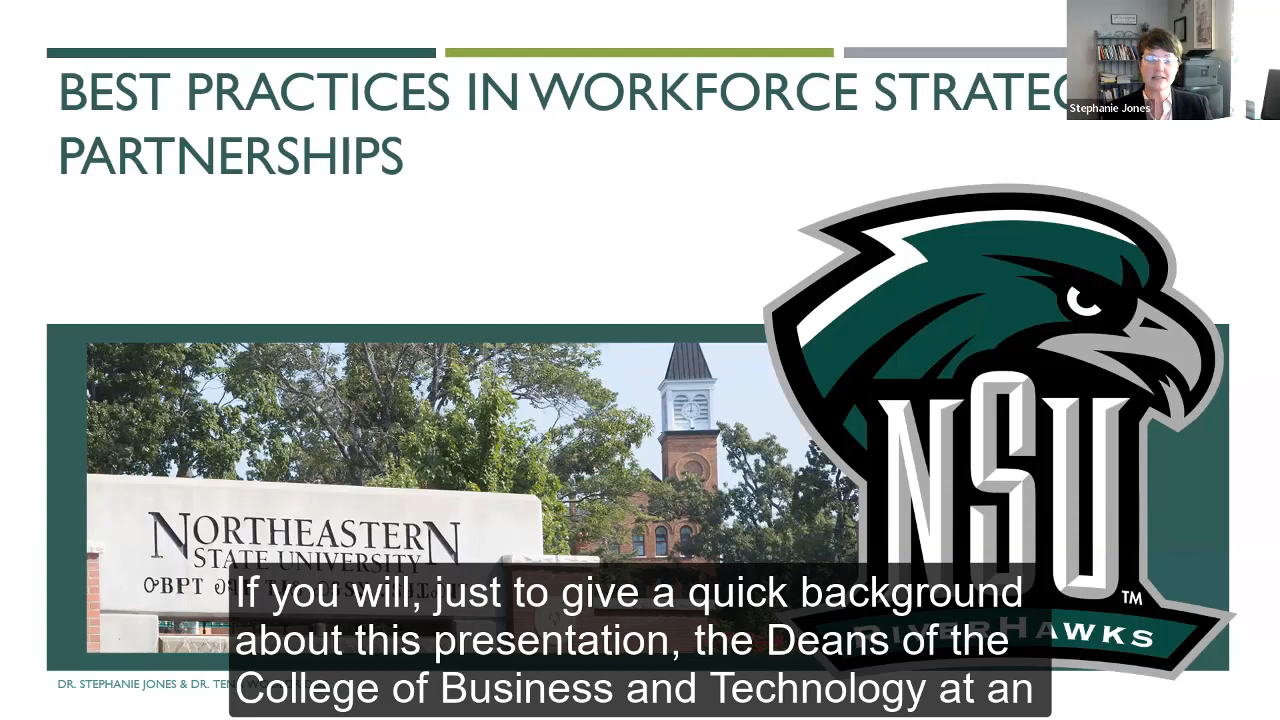 BEST PRACTICES IN WORKFORCE STRATEG
PARTNERSHIPS
Stephanie Jones
NSU
TM
AWKS
NORTHEASTERN
STATE UNIVERSITY
If you will, just to give a quick background
about this presentation, the Deans of the
College of Business and Technology at an
DR. STEPHANIE JONES & DR.